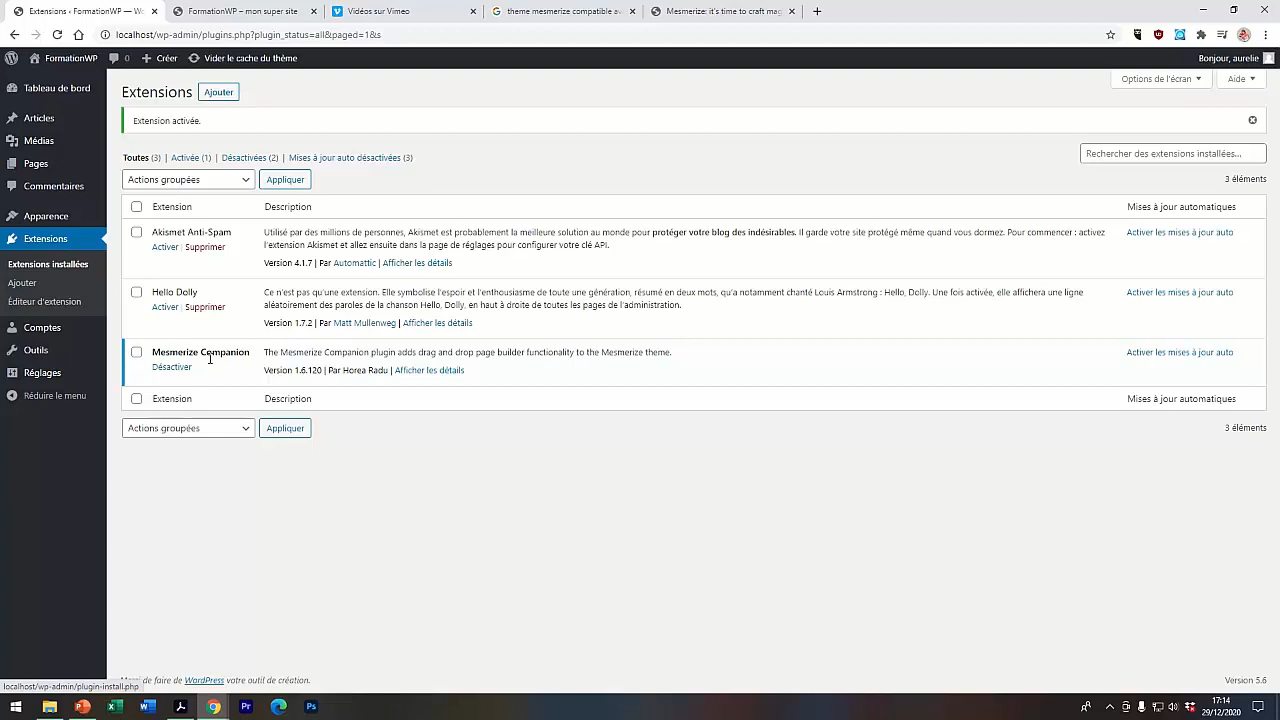 Extensions ‹ FormationWP — Wo
FormationWP – mon super site
Vidéos sur Vimeo
theme mesmerize compatible av
Mesmerize: it's time to craft mag
localhost/wp-admin/plugins.php?plugin_status=all&paged=1&s
FormationWP
0
Créer
Vider le cache du thème
Bonjour, aurelie
Tableau de bord
Articles
Médias
Pages
Commentaires
Apparence
Extensions
Extensions installées
Ajouter
Éditeur d'extension
Comptes
Outils
Réglages
Réduire le menu
Options de l'écran
Aide
Extensions
Ajouter
Extension activée.
Toutes (3) | Activée (1) | Désactivées (2) | Mises à jour auto désactivées (3)
Rechercher des extensions installées...
Actions groupées
Appliquer
3 éléments
Extension
Description
Mises à jour automatiques
Akismet Anti-Spam
Activer | Supprimer
Utilisé par des millions de personnes, Akismet est probablement la meilleure solution au monde pour protéger votre blog des indésirables. Il garde votre site protégé même quand vous dormez. Pour commencer : activez
l'extension Akismet et allez ensuite dans la page de réglages pour configurer votre clé API.
Version 4.1.7 | Par Automattic | Afficher les détails
Activer les mises à jour auto
Hello Dolly
Activer | Supprimer
Ce n'est pas qu'une extension. Elle symbolise l'espoir et l'enthousiasme de toute une génération, résumé en deux mots, qu'a notamment chanté Louis Armstrong : Hello, Dolly. Une fois activée, elle affichera une ligne
aléatoirement des paroles de la chanson Hello, Dolly, en haut à droite de toutes les pages de l'administration.
Version 1.7.2 | Par Matt Mullenweg | Afficher les détails
Activer les mises à jour auto
Mesmerize Companion
Désactiver
The Mesmerize Companion plugin adds drag and drop page builder functionality to the Mesmerize theme.
Version 1.6.120 | Par Horea Radu | Afficher les détails
Activer les mises à jour auto
Extension
Description
Mises à jour automatiques
Actions groupées
Appliquer
3 éléments
de faire de WordPress votre outil de création.
Version 5.6
localhost/wp-admin/plugin-install.php
17:14
29/12/2020